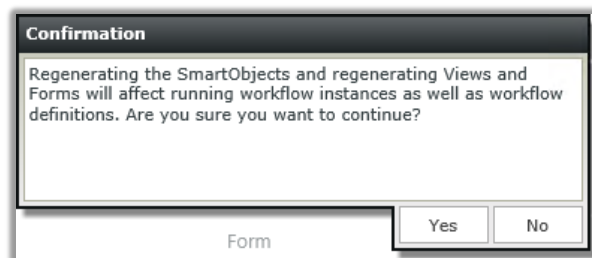 Confirmation
Regenerating the SmartObjects and regenerating Views and
Forms will affect running workflow instances as well as workflow
definitions. Are you sure you want to continue?
Yes No
Form